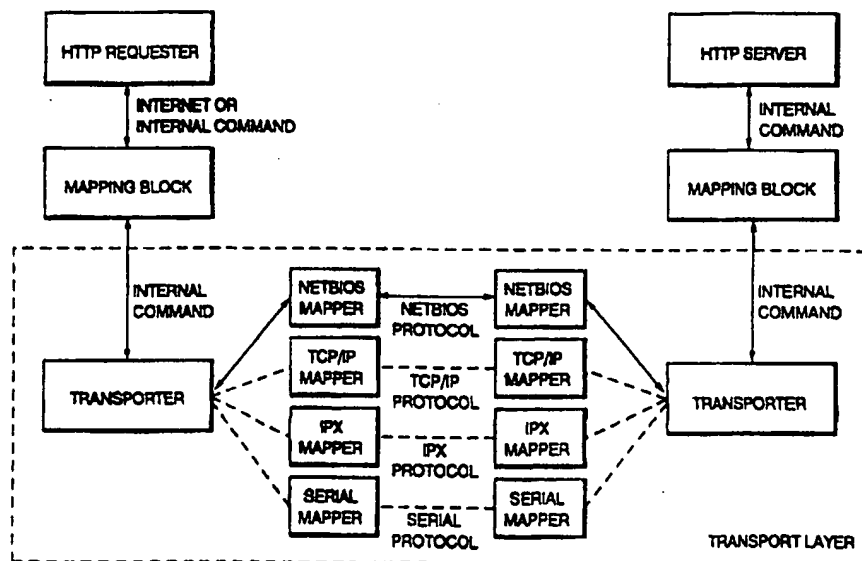 HTTP REQUESTER
HTTP SERVER
INTERNET OR
INTERNAL COMMAND
INTERNAL
COMMAND
MAPPING BLOCK
MAPPING BLOCK
INTERNAL
COMMAND
NETBIOS
MAPPER
NETBIOS
PROTOCOL
NETBIOS
MAPPER
INTERNAL
COMMAND
TRANSPORTER
TCP/IP
MAPPER
TCP/IP
PROTOCOL
TCP/IP
MAPPER
TRANSPORTER
IPX
MAPPER
IPX
PROTOCOL
IPX
MAPPER
SERIAL
MAPPER
SERIAL
PROTOCOL
SERIAL
MAPPER
TRANSPORT LAYER